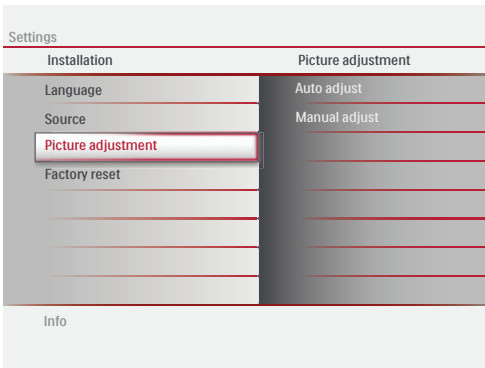 Settings
Installation
Picture adjustment
Language
Auto adjust
Source
Manual adjust
Picture adjustment
Factory reset
Info